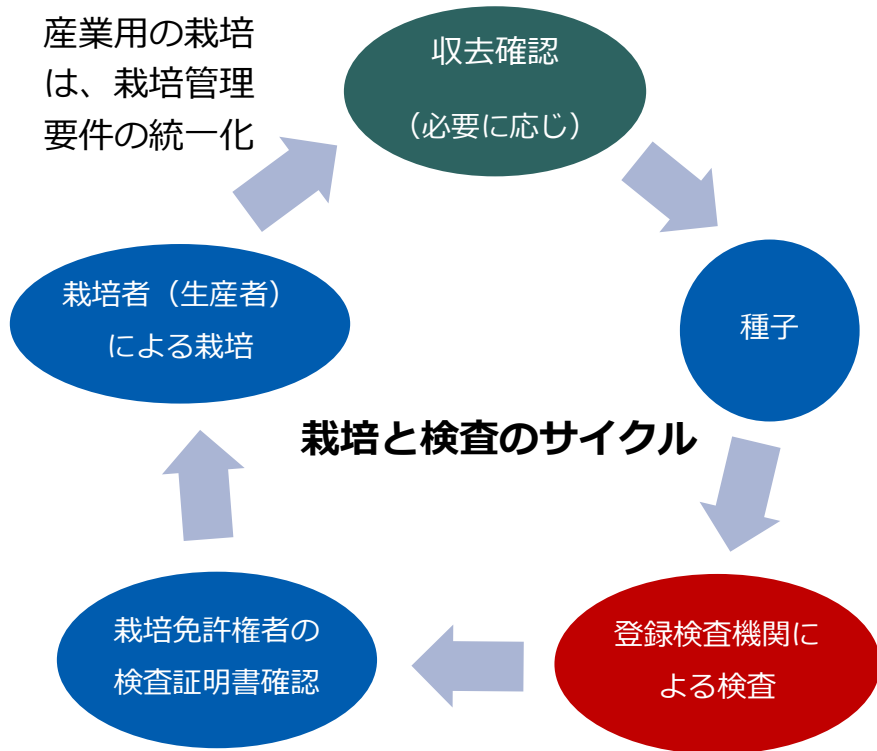 産業用の栽培
は、栽培管理
要件の統一化
収去確認
（必要に応じ）
種子
登録検査機関に
よる検査
栽培免許権者の
検査証明書確認
栽培者（生産者）
による栽培
栽培と検査のサイクル